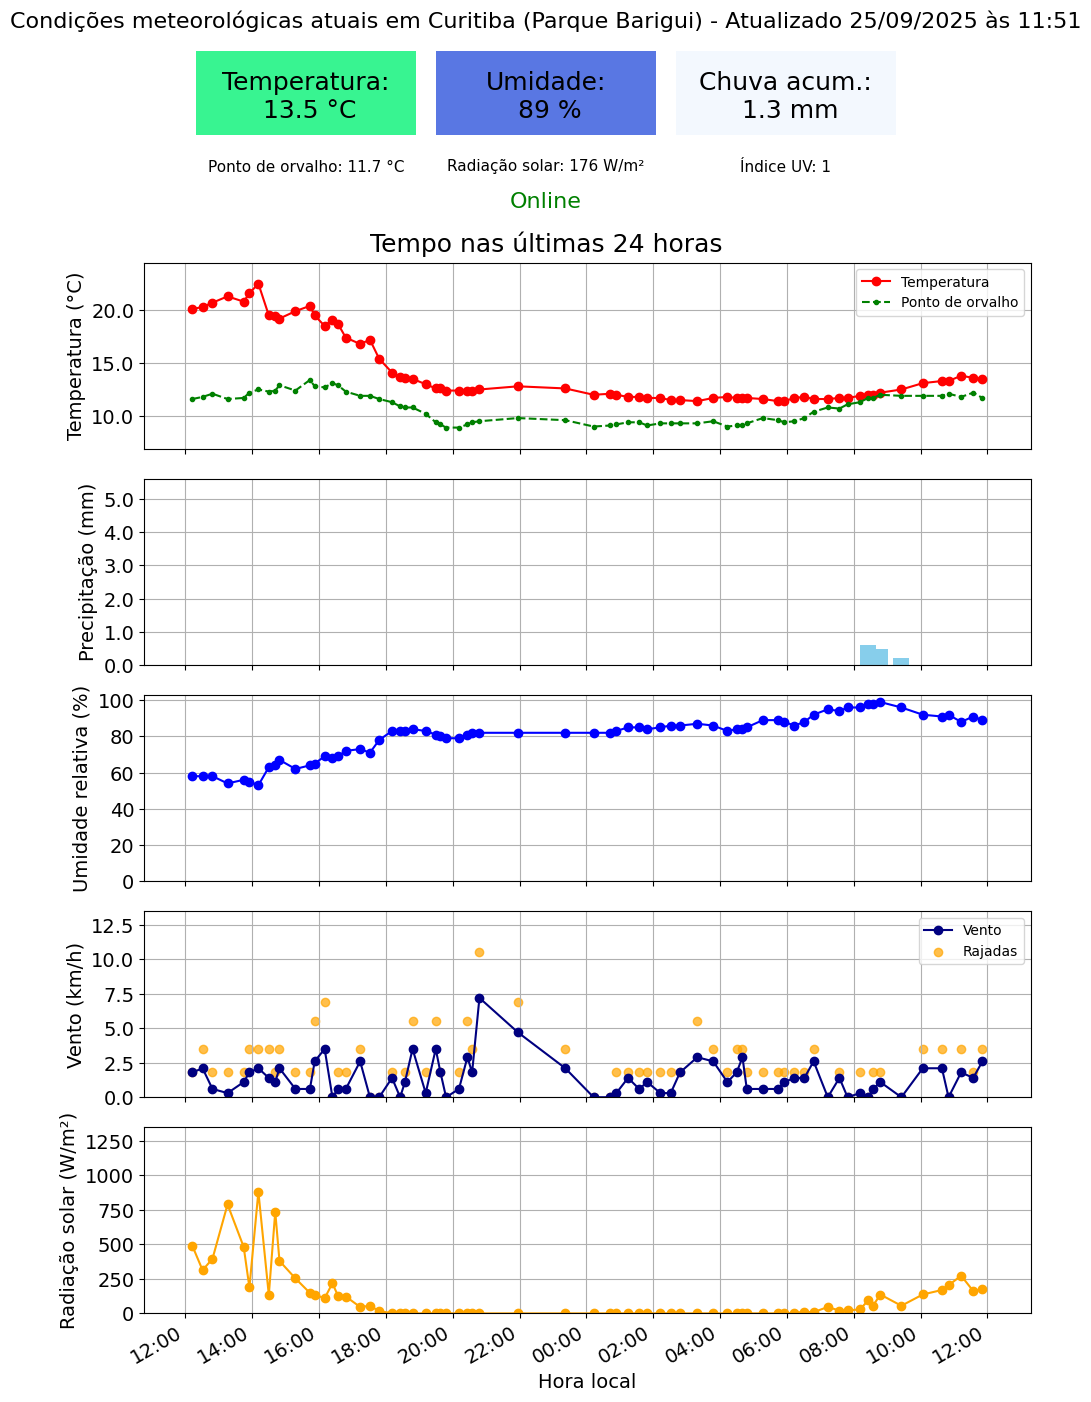 Condições meteorológicas atuais em Curitiba (Parque Barigui) - Atualizado 25/09/2025 às 11:51
Temperatura:
13.5 °C
Umidade:
89 %
Chuva acum.:
1.3 mm
Ponto de orvalho: 11.7 °C
Radiação solar: 176 W/m²
Índice UV: 1
Online
Tempo nas últimas 24 horas
Temperatura (°C)
20.0
15.0
10.0
Temperatura
Ponto de orvalho
Precipitação (mm)
5.0
4.0
3.0
2.0
1.0
0.0
Umidade relativa (%)
100
80
60
40
20
0
Vento (km/h)
12.5
10.0
7.5
5.0
2.5
0.0
Vento
Rajadas
Radiação solar (W/m²)
1250
1000
750
500
250
0
12:00
14:00
16:00
18:00
20:00
22:00
00:00
02:00
04:00
06:00
08:00
10:00
12:00
Hora local